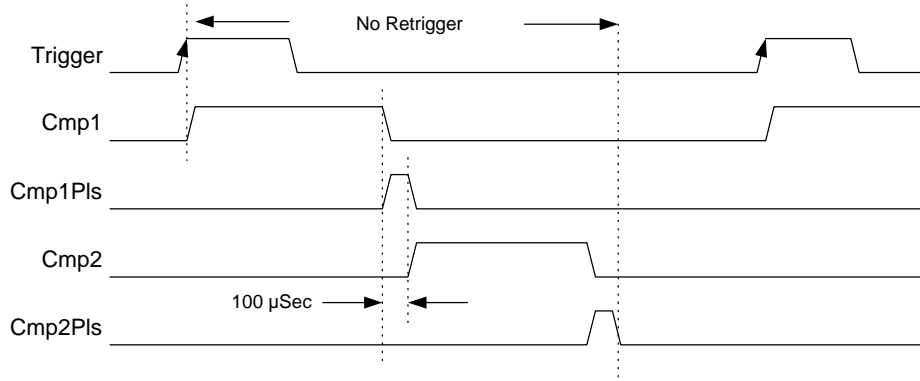 No Retrigger
Trigger
Cmp1
Cmp1Pls
Cmp2
100 µSec
Cmp2Pls